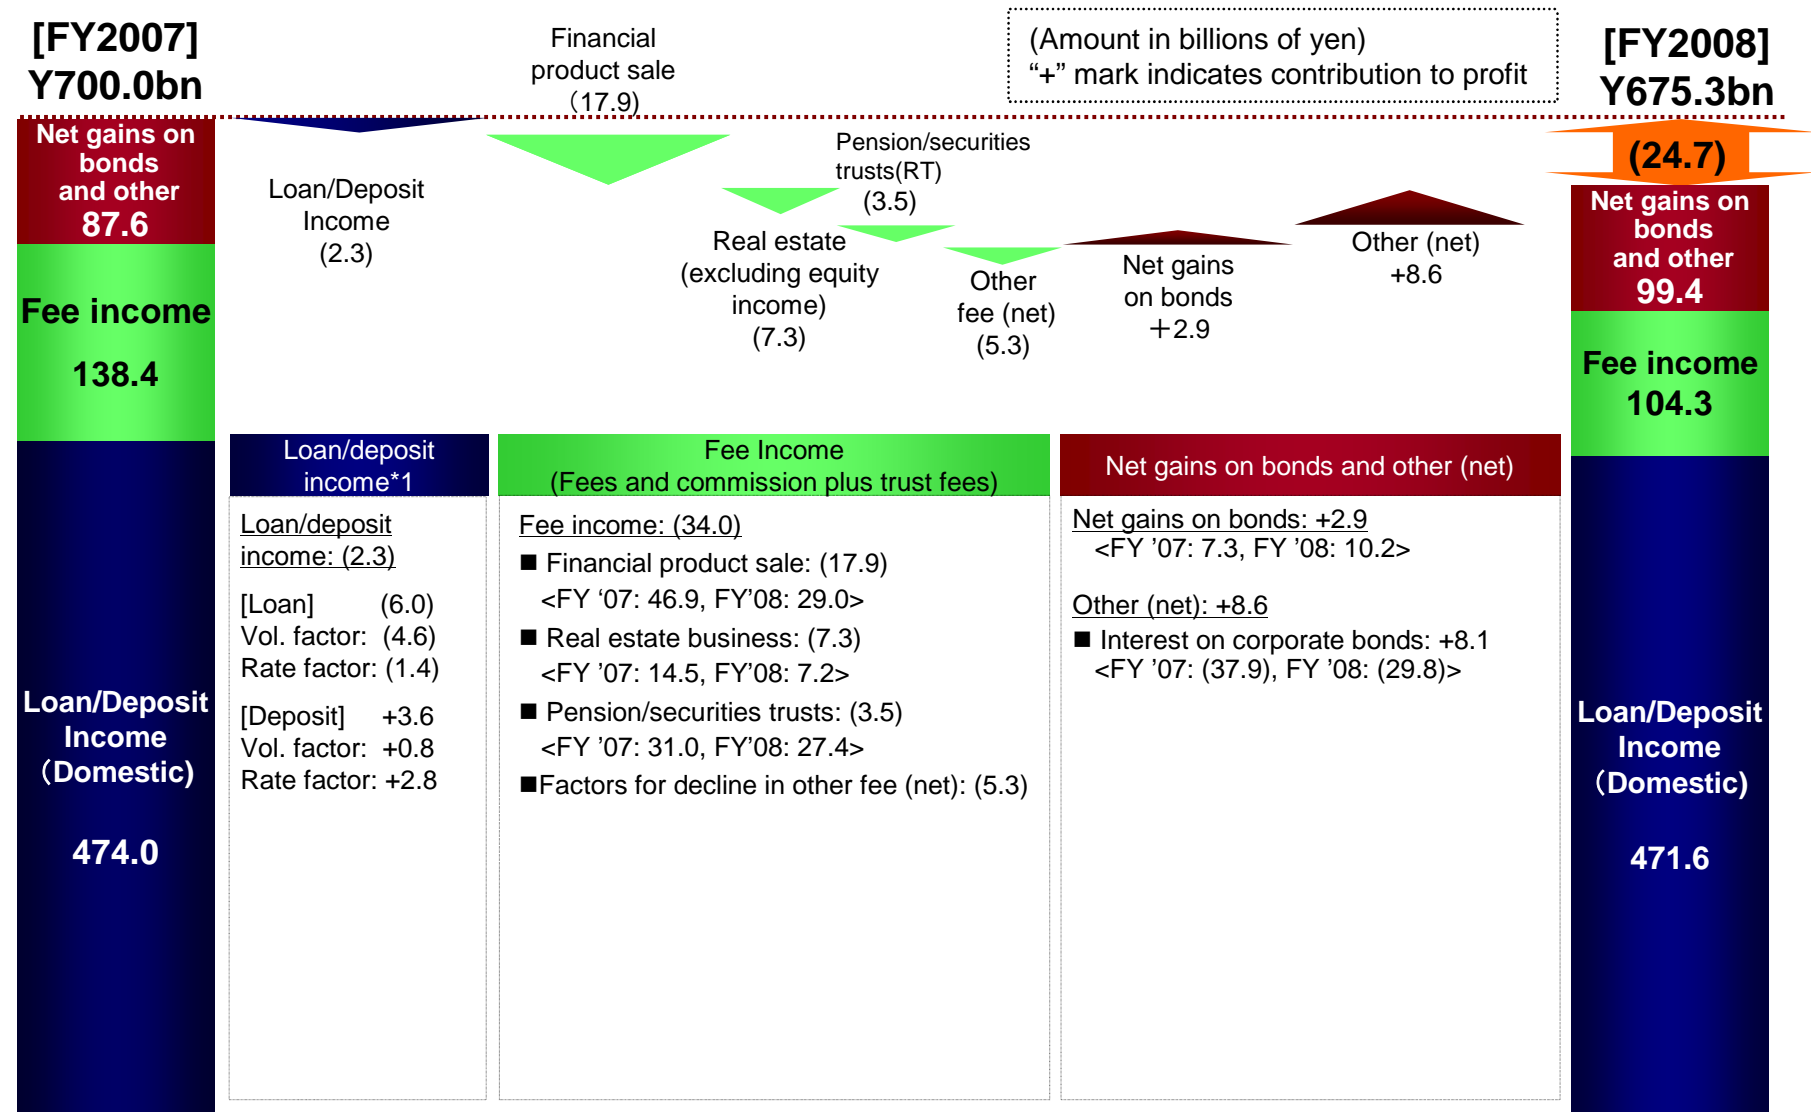 [FY2007]
Y700.0bn
Financial
product sale
（17.9)
(Amount in billions of yen)
“+” mark indicates contribution to profit
[FY2008]
Y675.3bn
Net gains on
bonds
and other
87.6
Fee income
138.4
Loan/Deposit
Income
（Domestic)
474.0
Loan/Deposit
Income
(2.3)
Pension/securities
trusts(RT)
(3.5)
Real estate
(excluding equity
income)
(7.3)
Other
fee (net)
(5.3)
Net gains
on bonds
＋2.9
Other (net)
+8.6
(24.7)
Net gains on
bonds
and other
99.4
Fee income
104.3
Loan/Deposit
Income
（Domestic)
471.6
Loan/deposit
income*1
Loan/deposit
income: (2.3)
[Loan] (6.0)
Vol. factor: (4.6)
Rate factor: (1.4)
[Deposit] +3.6
Vol. factor: +0.8
Rate factor: +2.8
Fee Income
(Fees and commission plus trust fees)
Fee income: (34.0)
■ Financial product sale: (17.9)
<FY ‘07: 46.9, FY’08: 29.0>
■ Real estate business: (7.3)
<FY ’07: 14.5, FY’08: 7.2>
■ Pension/securities trusts: (3.5)
<FY ’07: 31.0, FY’08: 27.4>
■Factors for decline in other fee (net): (5.3)
Net gains on bonds and other (net)
Net gains on bonds: +2.9
<FY ’07: 7.3, FY ’08: 10.2>
Other (net): +8.6
■ Interest on corporate bonds: +8.1
<FY ’07: (37.9), FY ’08: (29.8)>